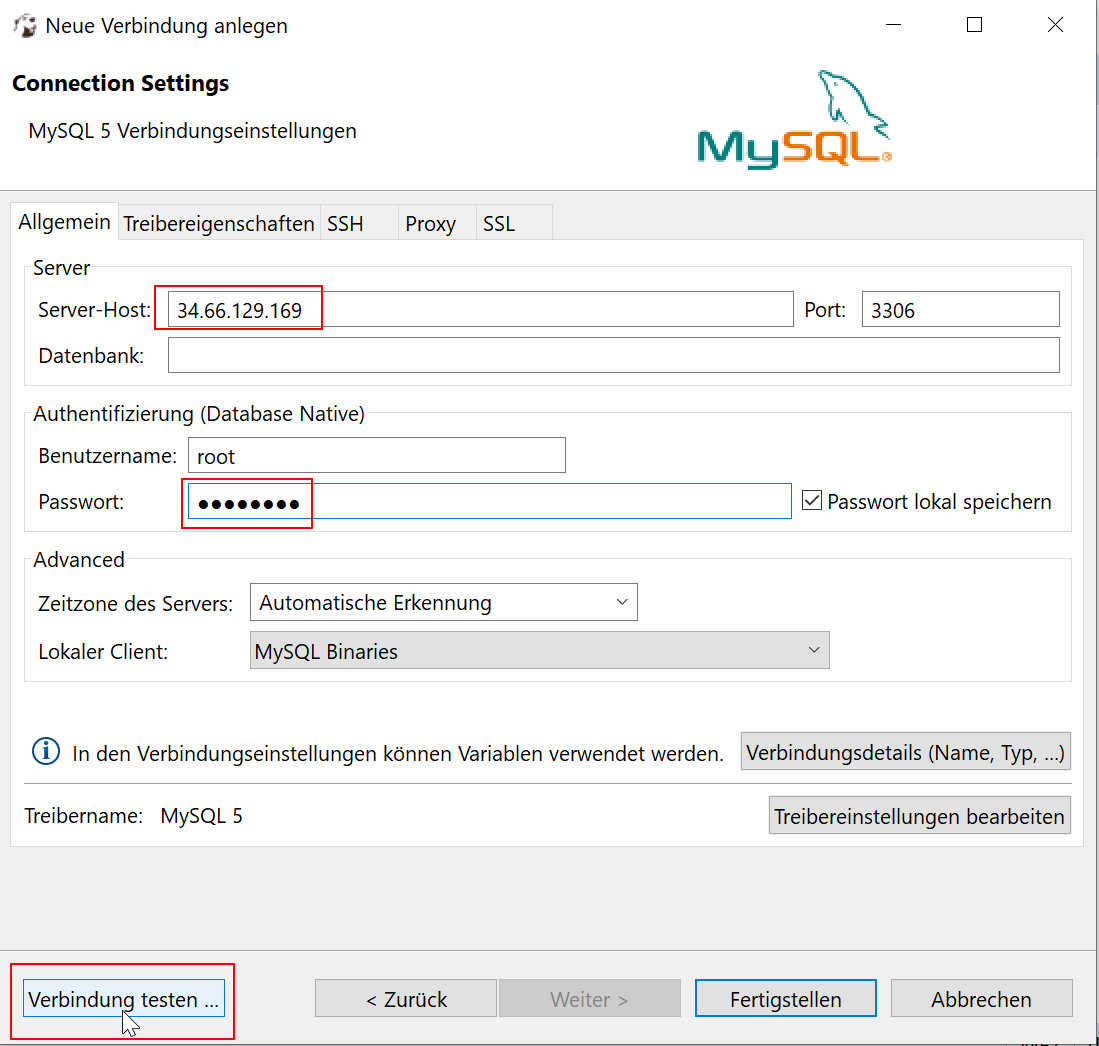 Neue Verbindung anlegen
Connection Settings
MySQL 5 Verbindungseinstellungen
MySQL®
Allgemein Treibereigenschaften SSH Proxy SSL
Server
Server-Host: 34.66.129.169 Port: 3306
Datenbank:
Authentifizierung (Database Native)
Benutzername: root
Passwort: ●●●●●●●● Passwort lokal speichern
Advanced
Zeitzone des Servers: Automatische Erkennung
Lokaler Client: MySQL Binaries
In den Verbindungseinstellungen können Variablen verwendet werden. Verbindungsdetails (Name, Typ, ...)
Treibername: MySQL 5 Treibereinstellungen bearbeiten
Verbindung testen ... < Zurück Weiter > Fertigstellen Abbrechen